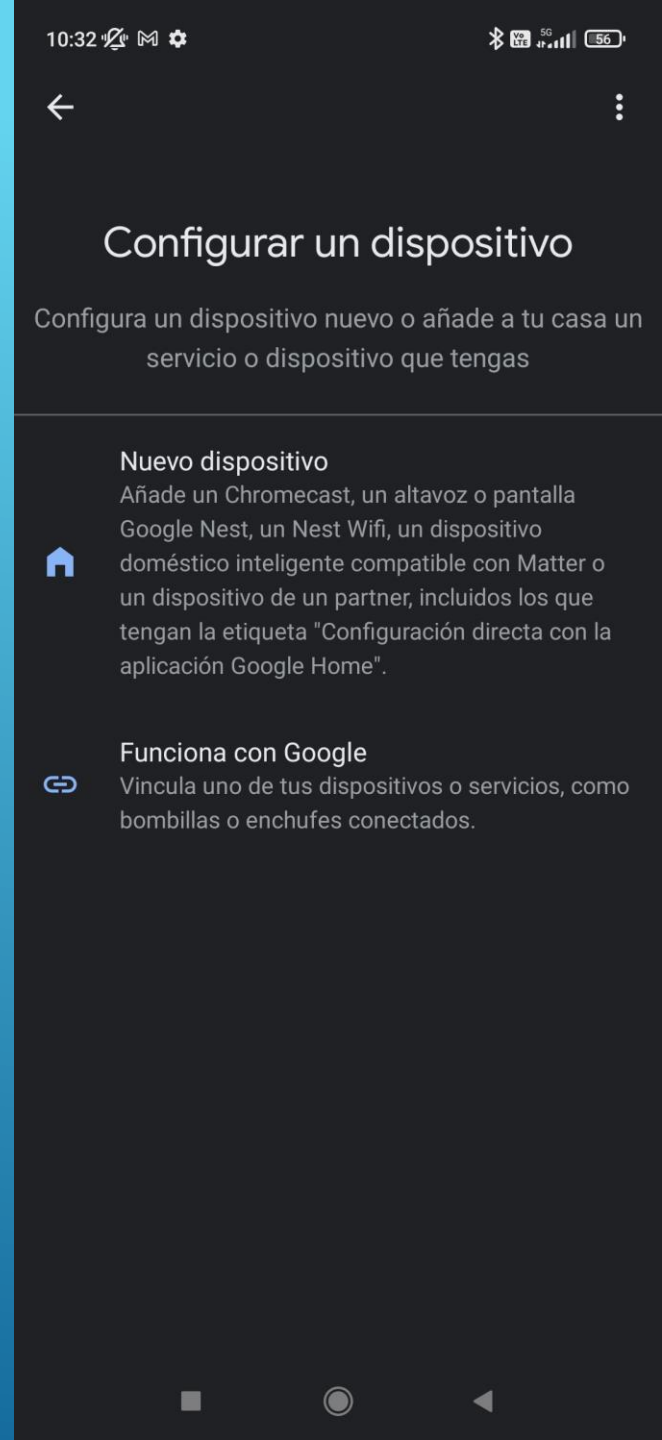 10:32
Vo
LTE
5G
56
Configurar un dispositivo
Configura un dispositivo nuevo o añade a tu casa un
servicio o dispositivo que tengas
Nuevo dispositivo
Añade un Chromecast, un altavoz o pantalla
Google Nest, un Nest Wifi, un dispositivo
doméstico inteligente compatible con Matter o
un dispositivo de un partner, incluidos los que
tengan la etiqueta "Configuración directa con la
aplicación Google Home".
Funciona con Google
Vincula uno de tus dispositivos o servicios, como
bombillas o enchufes conectados.